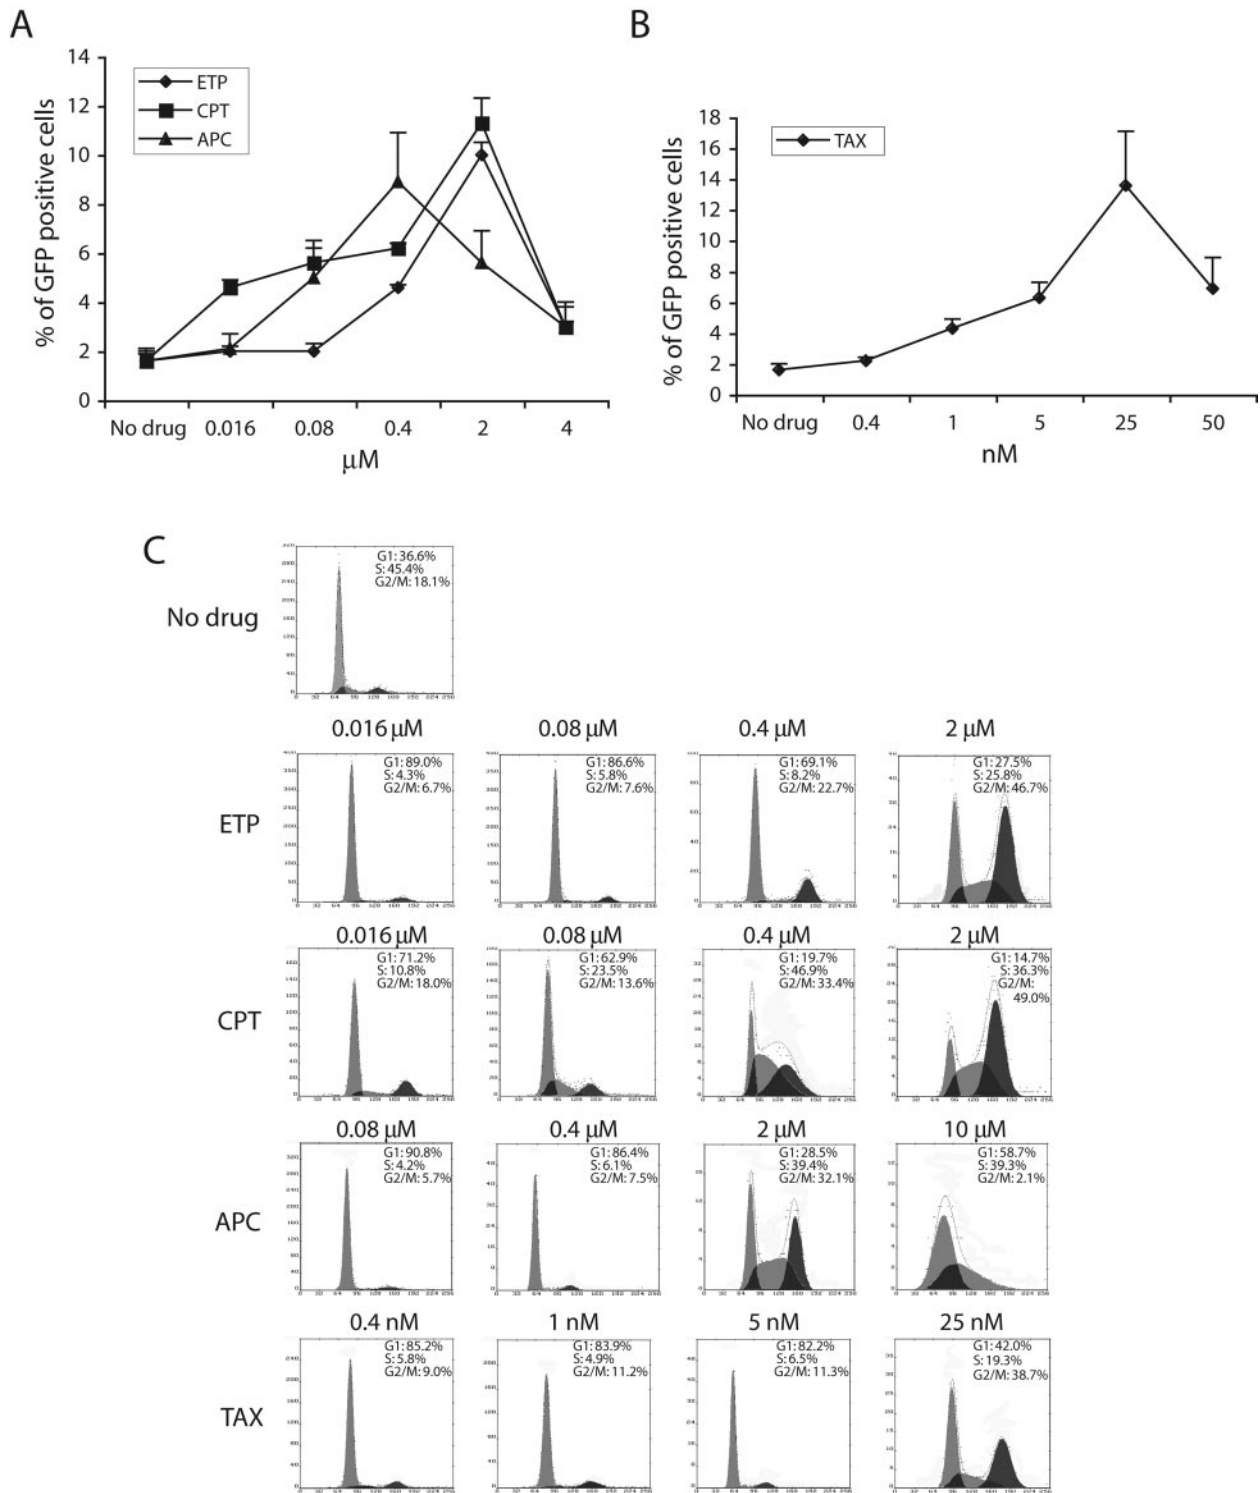 A
B
% of GFP positive cells
14
12
10
8
6
4
2
0
ETP
CPT
APC
No drug 0.016 0.08 0.4 2 4
μM
% of GFP positive cells
18
16
14
12
10
8
6
4
2
0
TAX
No drug 0.4 1 5 25 50
nM
C
No drug
G1: 36.6%
S: 45.4%
G2/M: 18.1%
0.016 μM 0.08 μM 0.4 μM 2 μM
ETP
G1: 89.0%
S: 4.3%
G2/M: 6.7%
G1: 86.6%
S: 5.8%
G2/M: 7.6%
G1: 69.1%
S: 8.2%
G2/M: 22.7%
G1: 27.5%
S: 25.8%
G2/M: 46.7%
0.016 μM 0.08 μM 0.4 μM 2 μM
CPT
G1: 71.2%
S: 10.8%
G2/M: 18.0%
G1: 62.9%
S: 23.5%
G2/M: 13.6%
G1: 19.7%
S: 46.9%
G2/M: 33.4%
G1: 14.7%
S: 36.3%
G2/M:
49.0%
0.08 μM 0.4 μM 2 μM 10 μM
APC
G1: 90.8%
S: 4.2%
G2/M: 5.7%
G1: 86.4%
S: 6.1%
G2/M: 7.5%
G1: 28.5%
S: 39.4%
G2/M: 32.1%
G1: 58.7%
S: 39.3%
G2/M: 2.1%
0.4 nM 1 nM 5 nM 25 nM
TAX
G1: 85.2%
S: 5.8%
G2/M: 9.0%
G1: 83.9%
S: 4.9%
G2/M: 11.2%
G1: 82.2%
S: 6.5%
G2/M: 11.3%
G1: 42.0%
S: 19.3%
G2/M: 38.7%